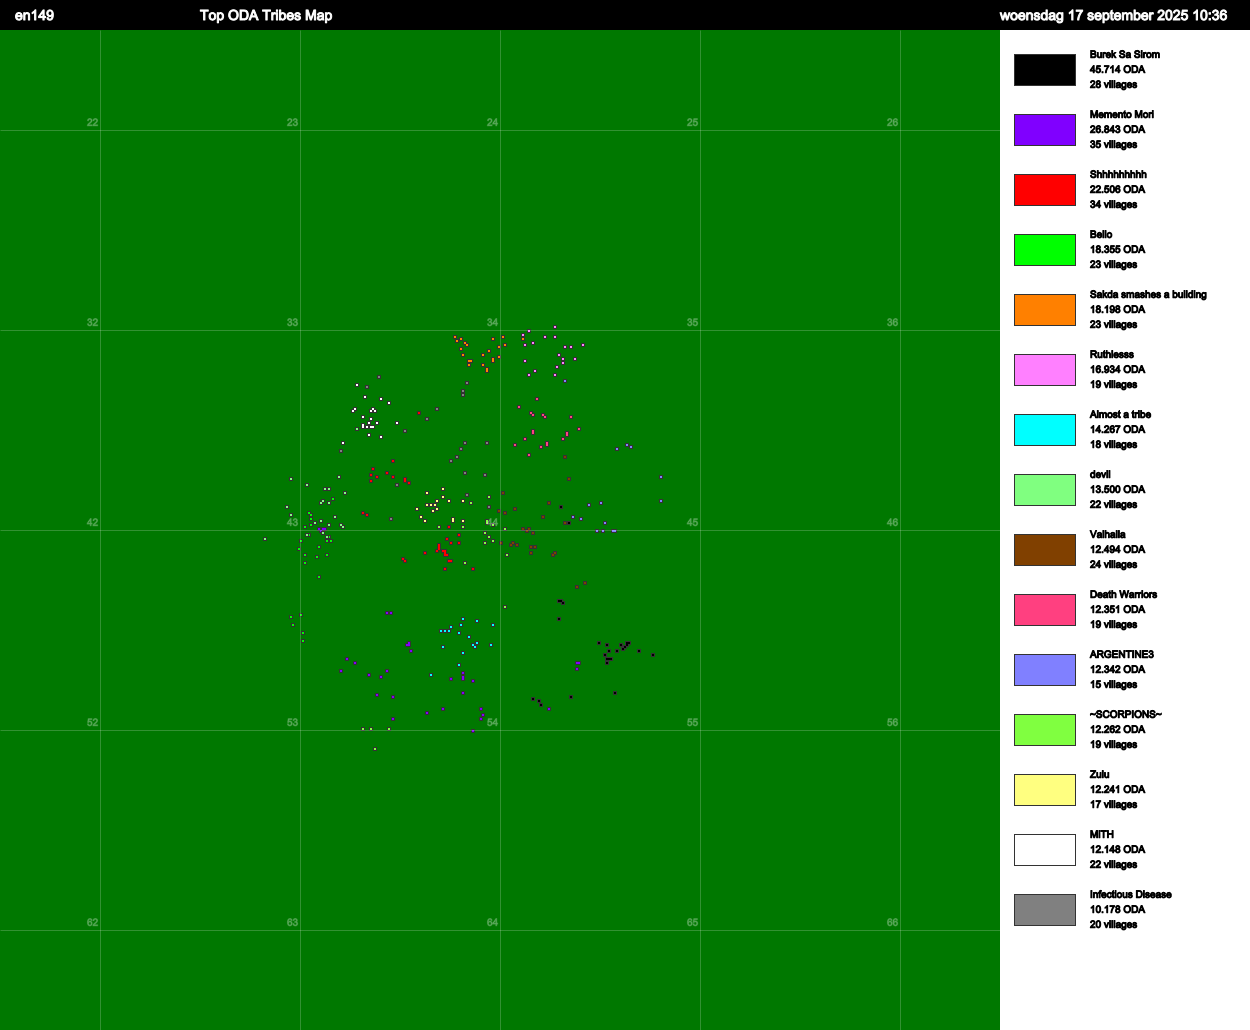 en149
Top ODA Tribes Map
woensdag 17 september 2025 10:36
22 23 24 25 26
32 33 34 35 36
42 43 44 45 46
52 53 54 55 56
62 63 64 65 66
Burek Sa Sirom
45.714 ODA
28 villages
Memento Mori
26.843 ODA
35 villages
Shhhhhhhhh
22.506 ODA
34 villages
Bello
18.355 ODA
23 villages
Sakda smashes a building
18.198 ODA
23 villages
Ruthlesss
16.934 ODA
19 villages
Almost a tribe
14.267 ODA
18 villages
devil
13.500 ODA
22 villages
Valhalla
12.494 ODA
24 villages
Death Warriors
12.351 ODA
19 villages
ARGENTINE3
12.342 ODA
15 villages
~SCORPIONS~
12.262 ODA
19 villages
Zulu
12.241 ODA
17 villages
MITH
12.148 ODA
22 villages
Infectious Disease
10.178 ODA
20 villages